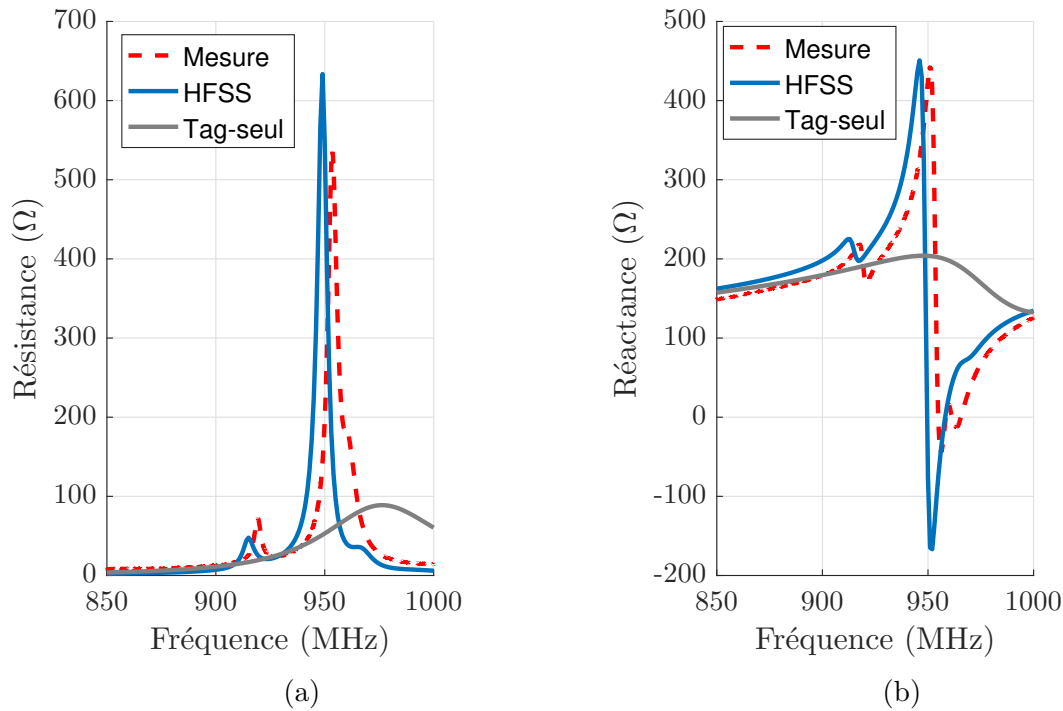 700
600
500
400
300
200
100
0
850
900
950
1000
Résistance (Ω)
Fréquence (MHz)
Mesure
HFSS
Tag-seul
(a)
500
400
300
200
100
0
-100
-200
850
900
950
1000
Réactance (Ω)
Fréquence (MHz)
Mesure
HFSS
Tag-seul
(b)